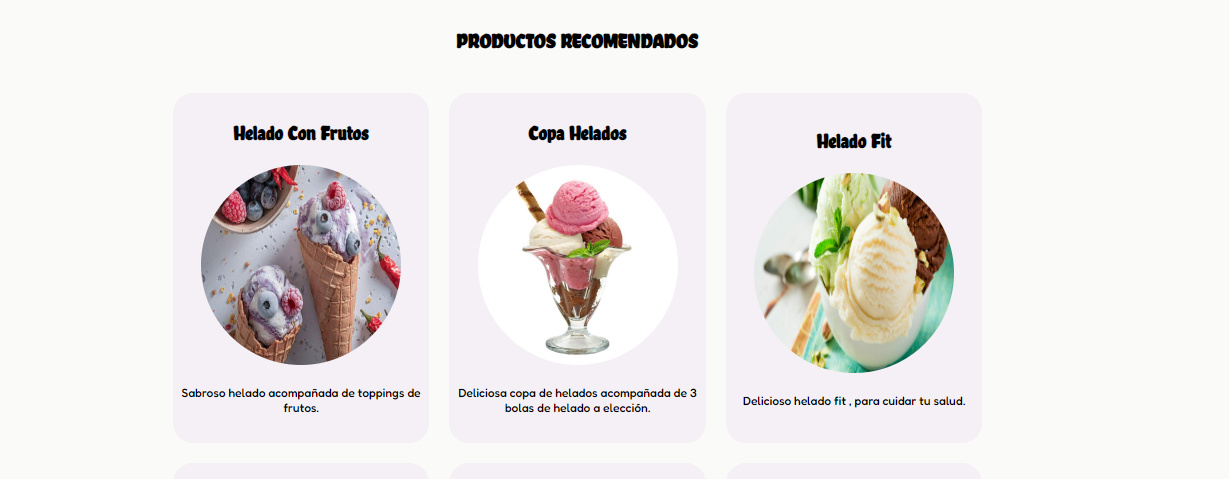 PRODUCTOS RECOMENDADOS
Helado Con Frutos
Sabroso helado acompañada de toppings de
frutos.
Copa Helados
Deliciosa copa de helados acompañada de 3
bolas de helado a elección.
Helado Fit
Delicioso helado fit , para cuidar tu salud.